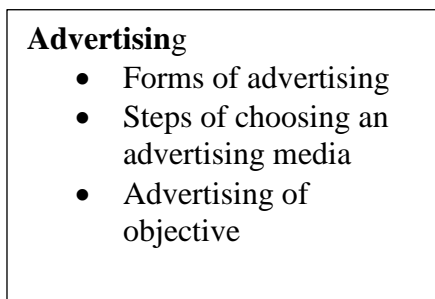 Advertising
• Forms of advertising
• Steps of choosing an
advertising media
• Advertising of
objective